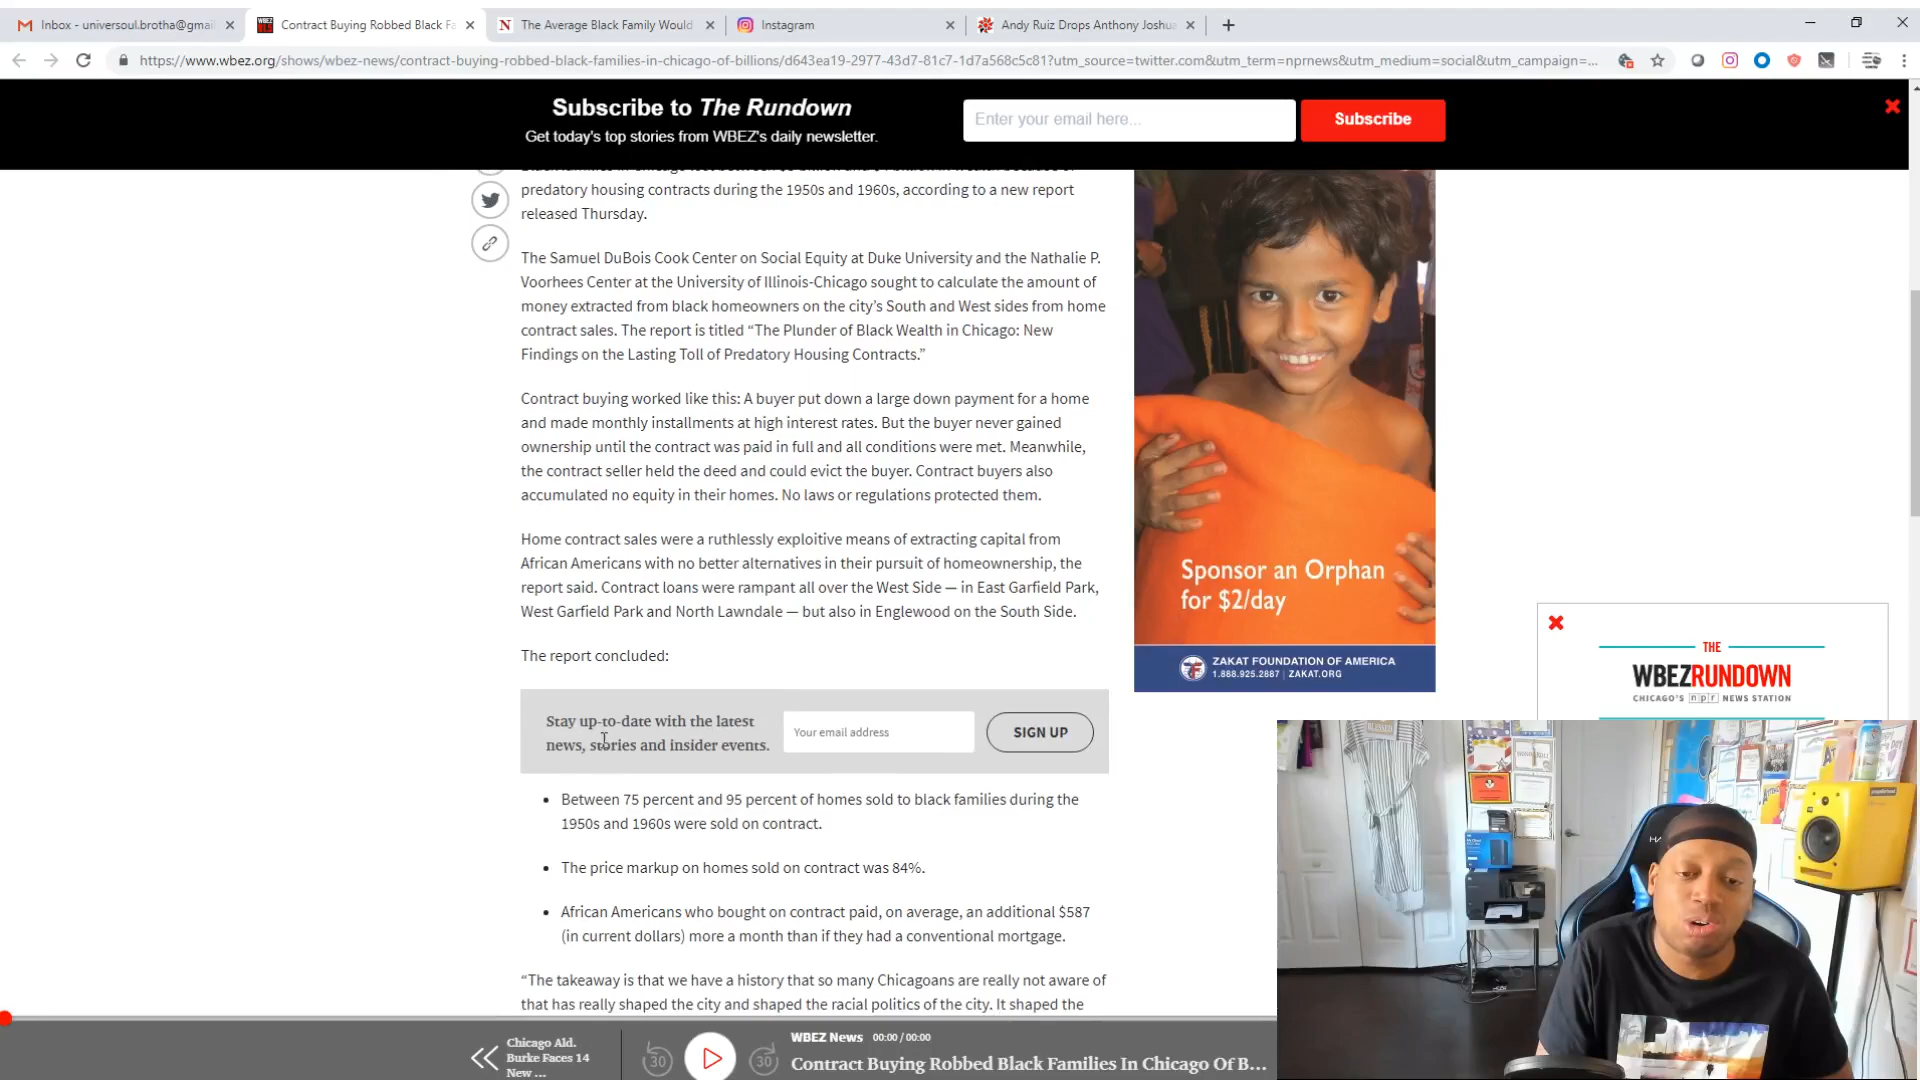 Inbox - universoul.brotha@gmai
Contract Buying Robbed Black Fa
The Average Black Family Would
Instagram
Andy Ruiz Drops Anthony Joshua
https://www.wbez.org/shows/wbez-news/contract-buying-robbed-black-families-in-chicago-of-billions/d643ea19-2977-43d7-81c7-1d7a568c5c81?utm_source=twitter.com&utm_term=nprnews&utm_medium=social&utm_campaign=...
Subscribe to The Rundown
Get today's top stories from WBEZ's daily newsletter.
Enter your email here...
Subscribe
predatory housing contracts during the 1950s and 1960s, according to a new report
released Thursday.
The Samuel DuBois Cook Center on Social Equity at Duke University and the Nathalie P.
Voorhees Center at the University of Illinois-Chicago sought to calculate the amount of
money extracted from black homeowners on the city’s South and West sides from home
contract sales. The report is titled “The Plunder of Black Wealth in Chicago: New
Findings on the Lasting Toll of Predatory Housing Contracts.”
Contract buying worked like this: A buyer put down a large down payment for a home
and made monthly installments at high interest rates. But the buyer never gained
ownership until the contract was paid in full and all conditions were met. Meanwhile,
the contract seller held the deed and could evict the buyer. Contract buyers also
accumulated no equity in their homes. No laws or regulations protected them.
Home contract sales were a ruthlessly exploitive means of extracting capital from
African Americans with no better alternatives in their pursuit of homeownership, the
report said. Contract loans were rampant all over the West Side — in East Garfield Park,
West Garfield Park and North Lawndale — but also in Englewood on the South Side.
The report concluded:
Stay up-to-date with the latest
news, stories and insider events.
Your email address
SIGN UP
Between 75 percent and 95 percent of homes sold to black families during the
1950s and 1960s were sold on contract.
The price markup on homes sold on contract was 84%.
African Americans who bought on contract paid, on average, an additional $587
(in current dollars) more a month than if they had a conventional mortgage.
“The takeaway is that we have a history that so many Chicagoans are really not aware of
that has really shaped the city and shaped the racial politics of the city. It shaped the
Sponsor an Orphan
for $2/day
ZAKAT FOUNDATION OF AMERICA
1.888.925.2887 | ZAKAT.ORG
THE
WBEZRUNDOWN
CHICAGO'S npr NEWS STATION
Chicago Ald.
Burke Faces 14
New ...
30
30
WBEZ News 00:00 / 00:00
Contract Buying Robbed Black Families In Chicago Of B...